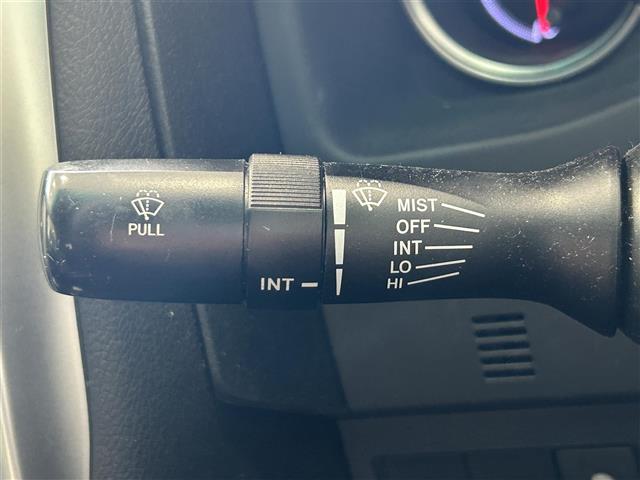 PULL
INT
MIST
OFF
INT
LO
HI